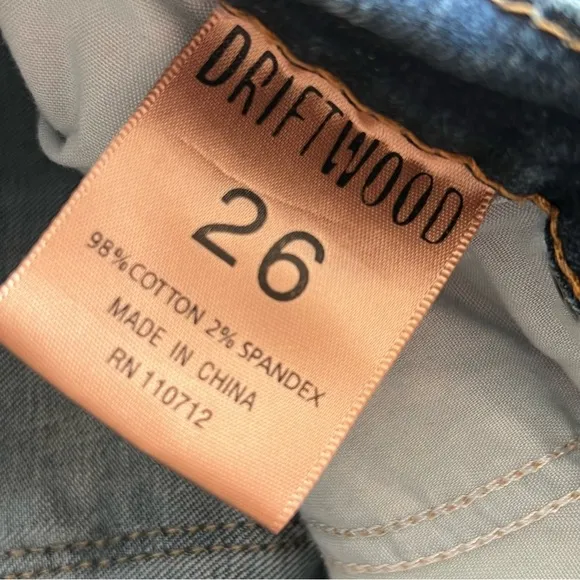 DRIFTWOOD
26
98% COTTON 2% SPANDEX
MADE IN CHINA
RN 110712